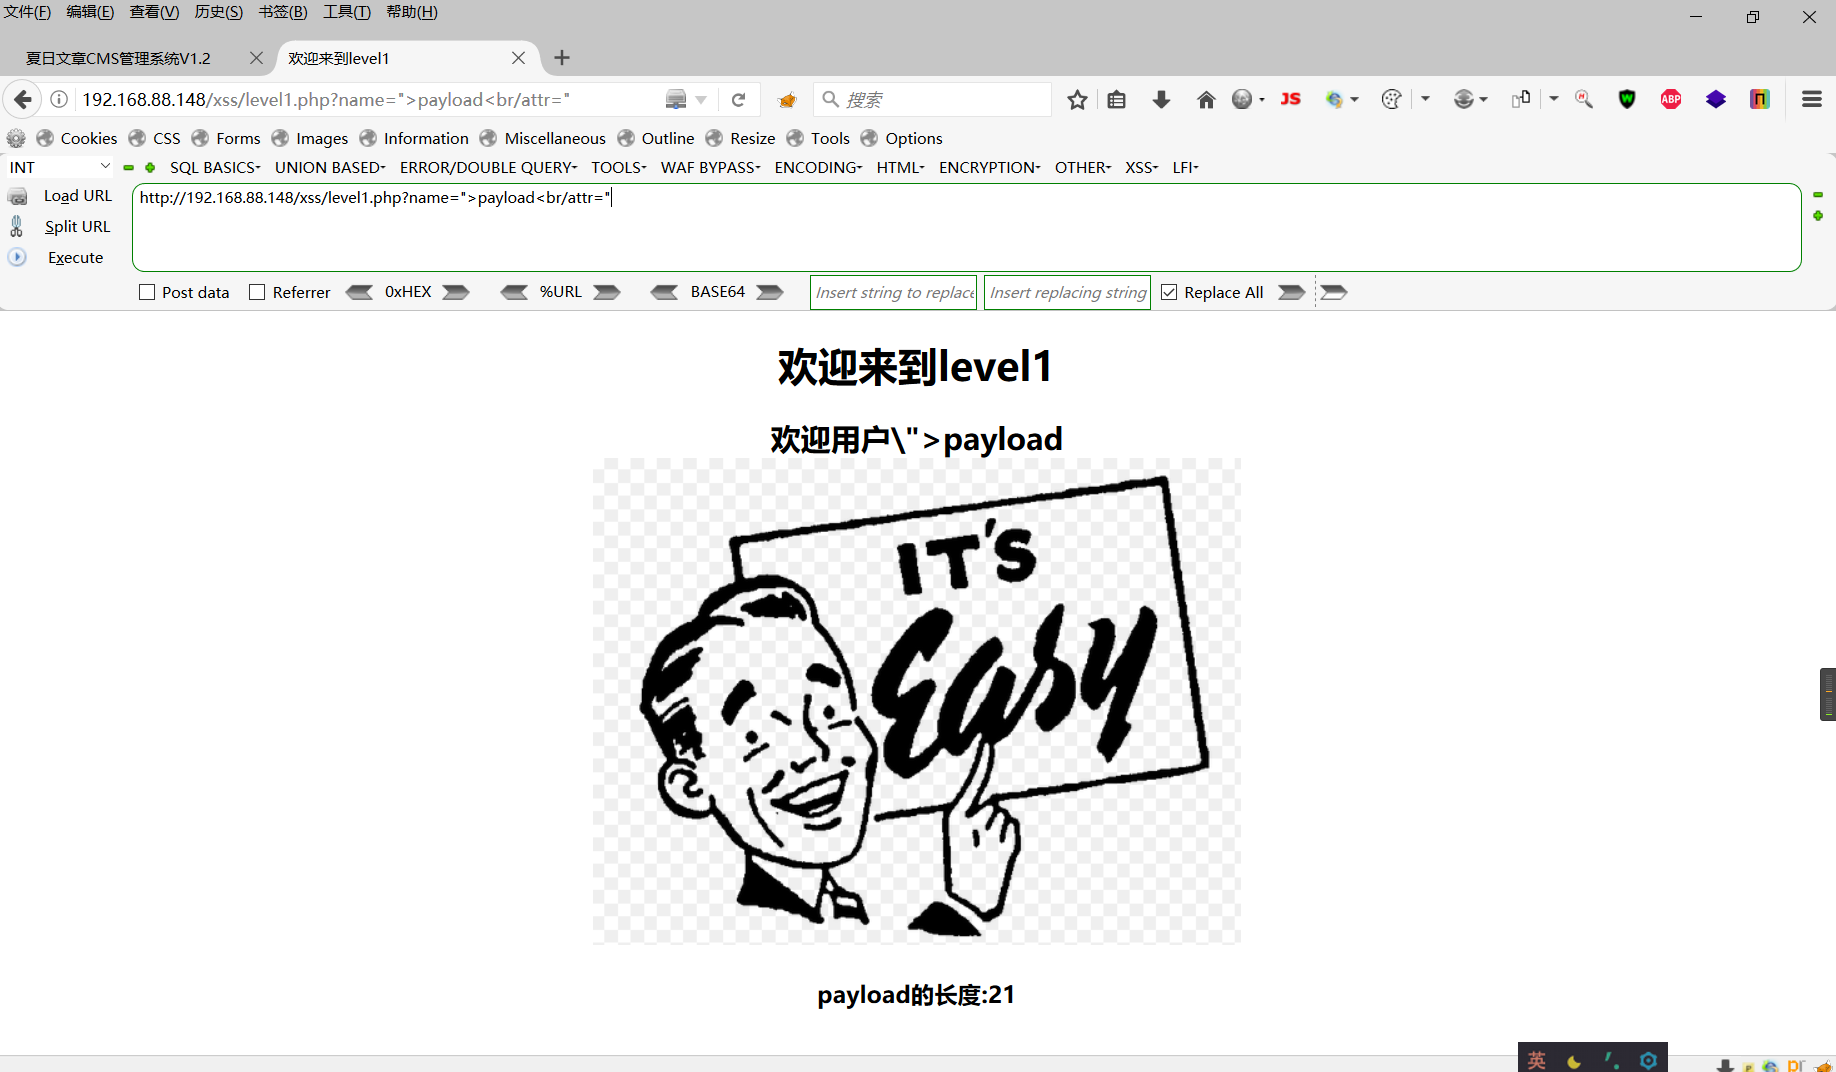 文件(F) 编辑(E) 查看(V) 历史(S) 书签(B) 工具(T) 帮助(H)
夏日文章CMS管理系统V1.2 欢迎来到level1
192.168.88.148/xss/level1.php?name=">payload<br/attr=" 搜索 JS ABP
Cookies CSS Forms Images Information Miscellaneous Outline Resize Tools Options
INT SQL BASICS UNION BASED ERROR/DOUBLE QUERY TOOLS WAF BYPASS ENCODING HTML ENCRYPTION OTHER XSS LFI
Load URL http://192.168.88.148/xss/level1.php?name=">payload<br/attr="
Split URL
Execute
Post data Referrer 0xHEX %URL BASE64 Insert string to replace Insert replacing string Replace All
欢迎来到level1
欢迎用户\">payload
IT'S
Easy
payload的长度:21
英